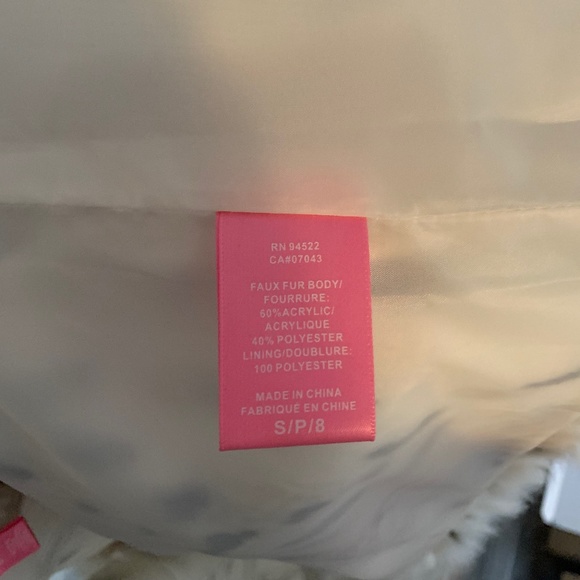 RN 94522
CA#07043
FAUX FUR BODY/
FOURRURE:
60%ACRYLIC/
ACRYLIQUE
40% POLYESTER
LINING/DOUBLURE:
100 POLYESTER
MADE IN CHINA
FABRIQUE EN CHINE
S/P/8